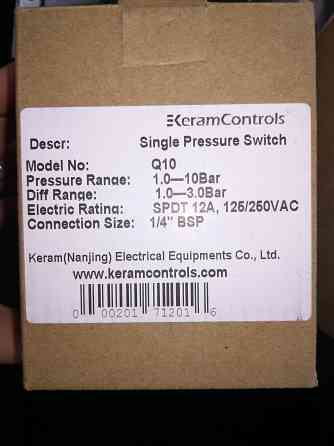 KeramControls
Descr: Single Pressure Switch
Model No: Q10
Pressure Range: 1.0—10Bar
Diff Range: 1.0—3.0Bar
Electric Rating: SPDT 12A, 125/250VAC
Connection Size: 1/4" BSP
Keram(Nanjing) Electrical Equipments Co., Ltd.
www.keramcontrols.com
0 00201 71201 6